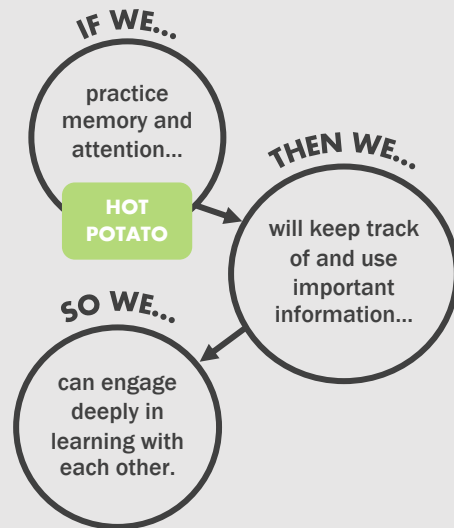 IF WE...
practice
memory and
attention...
HOT
POTATO
THEN WE...
will keep track
of and use
important
information...
SO WE...
can engage
deeply in
learning with
each other.